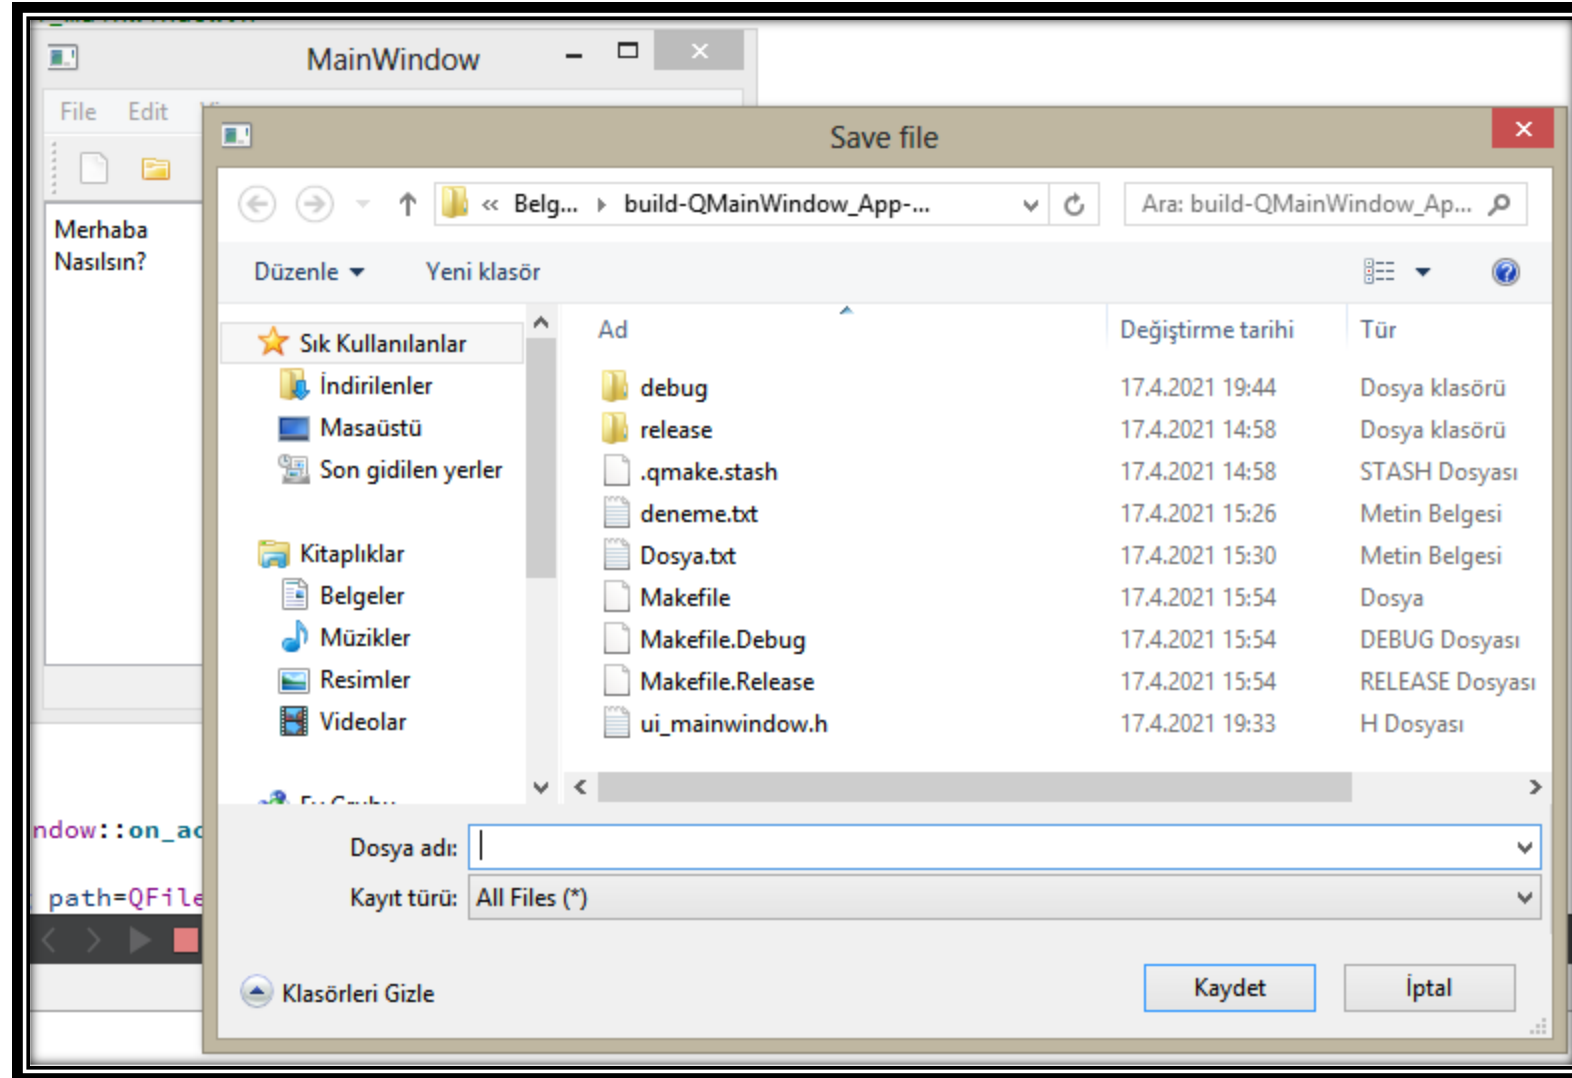 MainWindow
File Edit
Save file
« Belg... build-QMainWindow_App-...
Ara: build-QMainWindow_Ap...
Merhaba
Nasılsın?
Düzenle Yeni klasör
Ad Değiştirme tarihi Tür
Sık Kullanılanlar
İndirilenler
Masaüstü
Son gidilen yerler
Kitaplıklar
Belgeler
Müzikler
Resimler
Videolar
debug 17.4.2021 19:44 Dosya klasörü
release 17.4.2021 14:58 Dosya klasörü
.qmake.stash 17.4.2021 14:58 STASH Dosyası
deneme.txt 17.4.2021 15:26 Metin Belgesi
Dosya.txt 17.4.2021 15:30 Metin Belgesi
Makefile 17.4.2021 15:54 Dosya
Makefile.Debug 17.4.2021 15:54 DEBUG Dosyası
Makefile.Release 17.4.2021 15:54 RELEASE Dosyası
ui_mainwindow.h 17.4.2021 19:33 H Dosyası
ndow::on_ac
path=QFile
Dosya adı:
Kayıt türü: All Files (*)
Klasörleri Gizle
Kaydet İptal